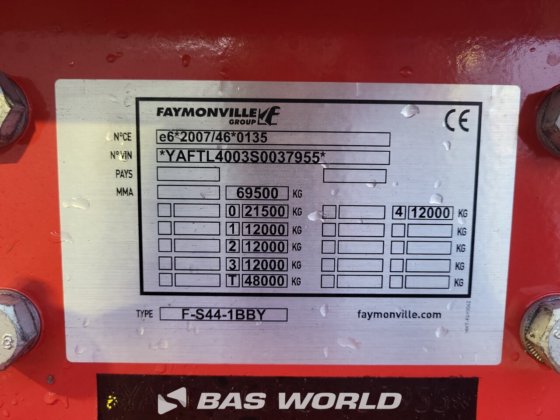 FAYMONVILLE
GROUP
CE
N°CE e6*2007/46*0135
N°VIN *YAFTL4003S0037955*
PAYS
MMA 69500 KG
0 21500 KG 4 12000 KG
1 12000 KG KG
2 12000 KG KG
3 12000 KG KG
T 48000 KG KG
TYPE F-S44-1BBY faymonville.com
BAS WORLD